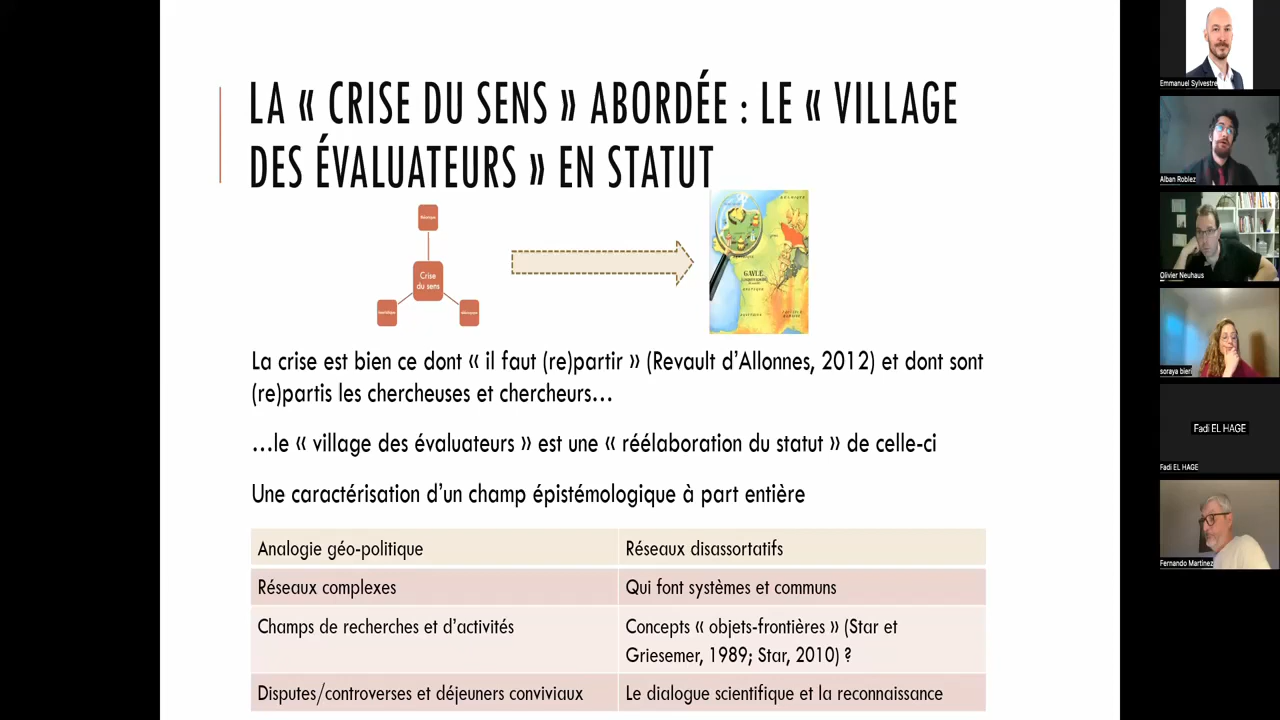 LA « CRISE DU SENS » ABORDÉE : LE « VILLAGE
DES ÉVALUATEURS » EN STATUT
Crise
du sens
GAVLE
La crise est bien ce dont « il faut (re)partir » (Revault d'Allonnes, 2012) et dont sont
(re)partis les chercheuses et chercheurs…
…le « village des évaluateurs » est une « réélaboration du statut » de celle-ci
Une caractérisation d'un champ épistémologique à part entière
Analogie géo-politique
Réseaux disassortatifs
Réseaux complexes
Qui font systèmes et communs
Champs de recherches et d'activités
Concepts « objets-frontières » (Star et
Griesemer, 1989; Star, 2010) ?
Disputes/controverses et déjeuners conviviaux
Le dialogue scientifique et la reconnaissance
Emmanuel Sylvestre
Alban Roblez
Olivier Neuhaus
soraya bieri
Fadi EL HAGE
Fadi EL HAGE
Fernando Martinez